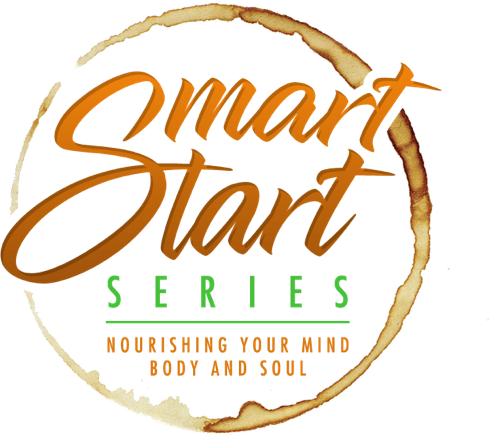 Smart
Start
SERIES
NOURISHING YOUR MIND
BODY AND SOUL